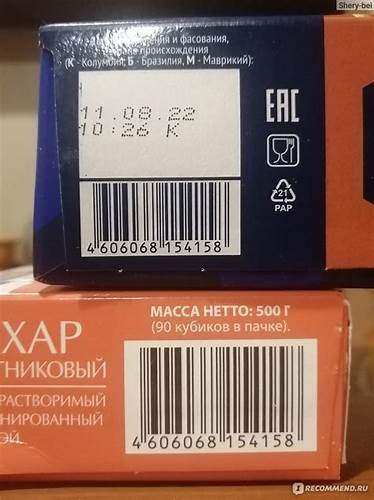 Shery-bei
и фасования,
происхождения
(К - Колумбия, Б - Бразилия, М - Маврикий):
11.08.22
10:26 К
EAC
21
PAP
4 606068 154158
МАССА НЕТТО: 500 Г
(90 кубиков в пачке).
ХАР
ТНИКОВЫЙ
РАСТВОРИМЫЙ
НИРОВАННЫЙ
ЭЙ
4 606068 154158
IRECOMMEND.RU